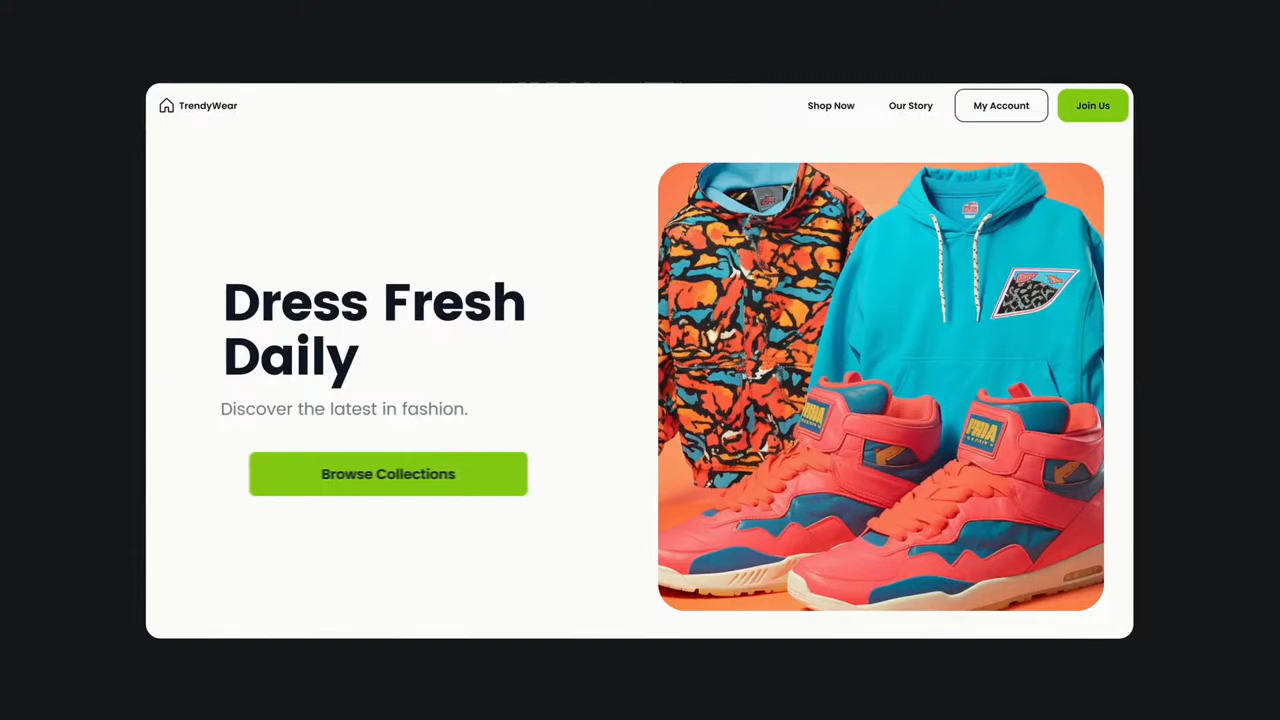 TrendyWear
Shop Now
Our Story
My Account
Join Us
Dress Fresh
Daily
Discover the latest in fashion.
Browse Collections